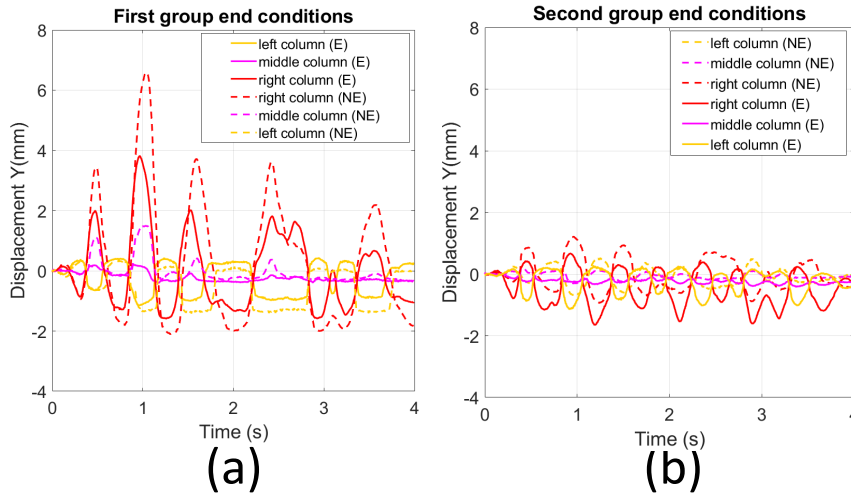 First group end conditions
8
6
4
2
0
-2
-4
Displacement Y(mm)
left column (E)
middle column (E)
right column (E)
right column (NE)
middle column (NE)
left column (NE)
0 1 2 3 4
Time (s)
(a)
Second group end conditions
8
6
4
2
0
-2
-4
Displacement Y(mm)
left column (NE)
middle column (NE)
right column (NE)
right column (E)
middle column (E)
left column (E)
0 1 2 3 4
Time (s)
(b)